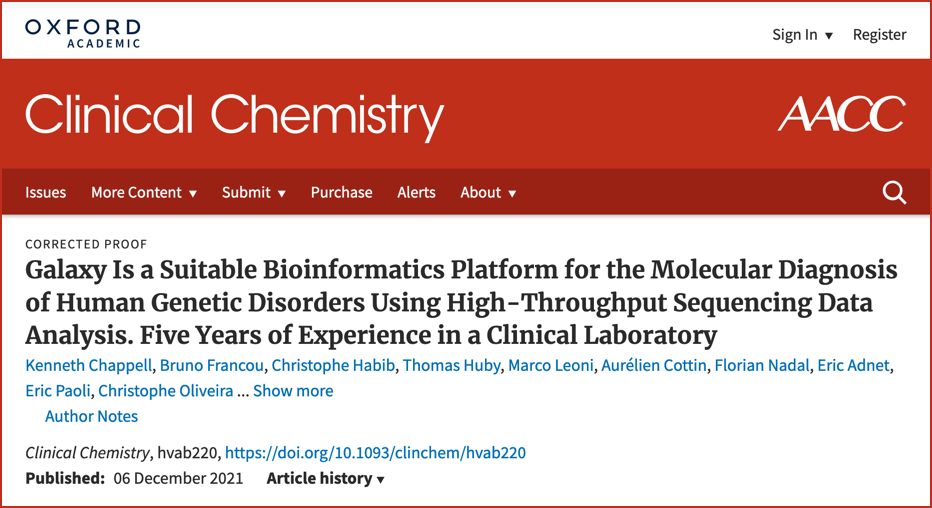 OXFORD
ACADEMIC
Sign In ▼ Register
Clinical Chemistry
AACC
Issues More Content ▼ Submit ▼ Purchase Alerts About ▼
CORRECTED PROOF
Galaxy Is a Suitable Bioinformatics Platform for the Molecular Diagnosis
of Human Genetic Disorders Using High-Throughput Sequencing Data
Analysis. Five Years of Experience in a Clinical Laboratory
Kenneth Chappell, Bruno Francou, Christophe Habib, Thomas Huby, Marco Leoni, Aurélien Cottin, Florian Nadal, Eric Adnet,
Eric Paoli, Christophe Oliveira ... Show more
Author Notes
Clinical Chemistry, hvab220, https://doi.org/10.1093/clinchem/hvab220
Published: 06 December 2021 Article history ▼